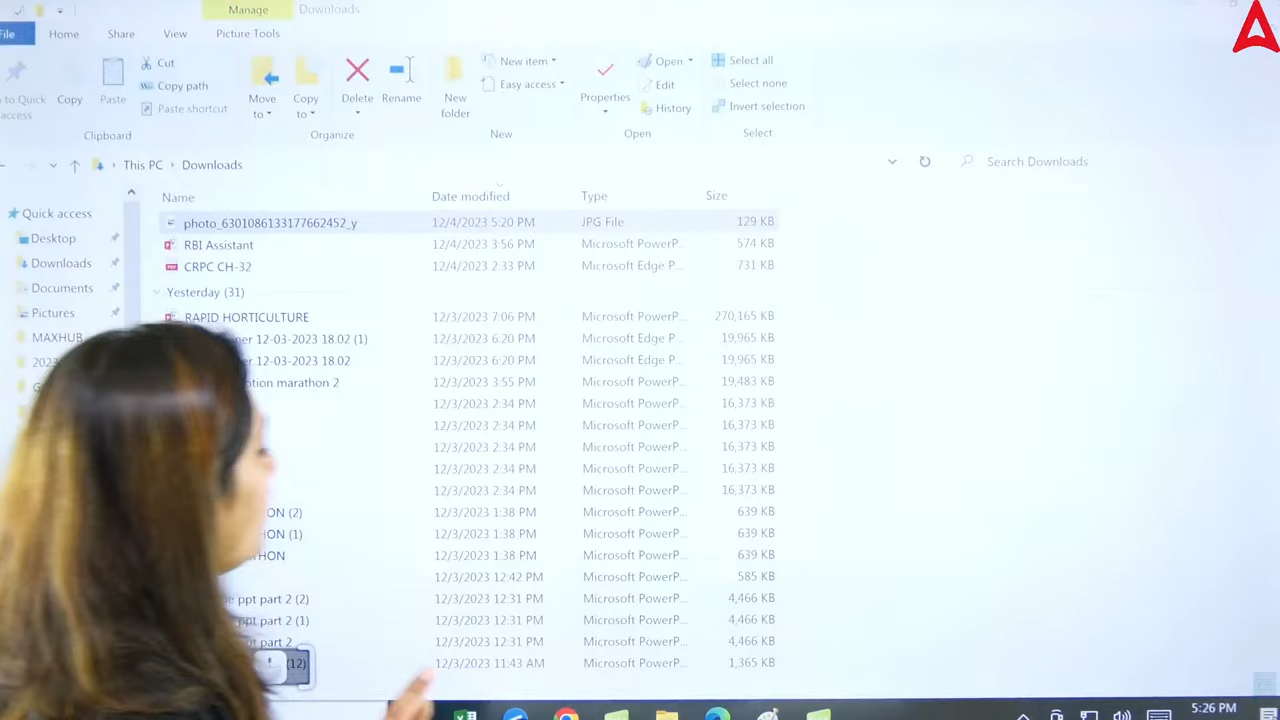 Manage Downloads
File Home Share View Picture Tools
Cut
Copy path
Paste shortcut
to Quick access
Copy
Paste
Move to
Copy to
Delete
Rename
New folder
New item
Easy access
Properties
Open
Edit
History
Select all
Select none
Invert selection
Clipboard Organize New Open Select
This PC > Downloads
Search Downloads
Name Date modified Type Size
Quick access
Desktop
Downloads
Documents
Pictures
MAXHUB
photo_6301086133177662452_y 12/4/2023 5:20 PM JPG File 129 KB
RBI Assistant 12/4/2023 3:56 PM Microsoft PowerP... 574 KB
CRPC CH-32 12/4/2023 2:33 PM Microsoft Edge P... 731 KB
Yesterday (31)
RAPID HORTICULTURE 12/3/2023 7:06 PM Microsoft PowerP... 270,165 KB
12-03-2023 18.02 (1) 12/3/2023 6:20 PM Microsoft Edge P... 19,965 KB
12-03-2023 18.02 12/3/2023 6:20 PM Microsoft Edge P... 19,965 KB
marathon 2 12/3/2023 3:55 PM Microsoft PowerP... 19,483 KB
12/3/2023 2:34 PM Microsoft PowerP... 16,373 KB
12/3/2023 2:34 PM Microsoft PowerP... 16,373 KB
12/3/2023 2:34 PM Microsoft PowerP... 16,373 KB
12/3/2023 2:34 PM Microsoft PowerP... 16,373 KB
12/3/2023 2:34 PM Microsoft PowerP... 16,373 KB
(2) 12/3/2023 1:38 PM Microsoft PowerP... 639 KB
(1) 12/3/2023 1:38 PM Microsoft PowerP... 639 KB
12/3/2023 1:38 PM Microsoft PowerP... 639 KB
12/3/2023 12:42 PM Microsoft PowerP... 585 KB
ppt part 2 (2) 12/3/2023 12:31 PM Microsoft PowerP... 4,466 KB
ppt part 2 (1) 12/3/2023 12:31 PM Microsoft PowerP... 4,466 KB
ppt part 2 12/3/2023 12:31 PM Microsoft PowerP... 4,466 KB
(12) 12/3/2023 11:43 AM Microsoft PowerP... 1,365 KB
5:26 PM